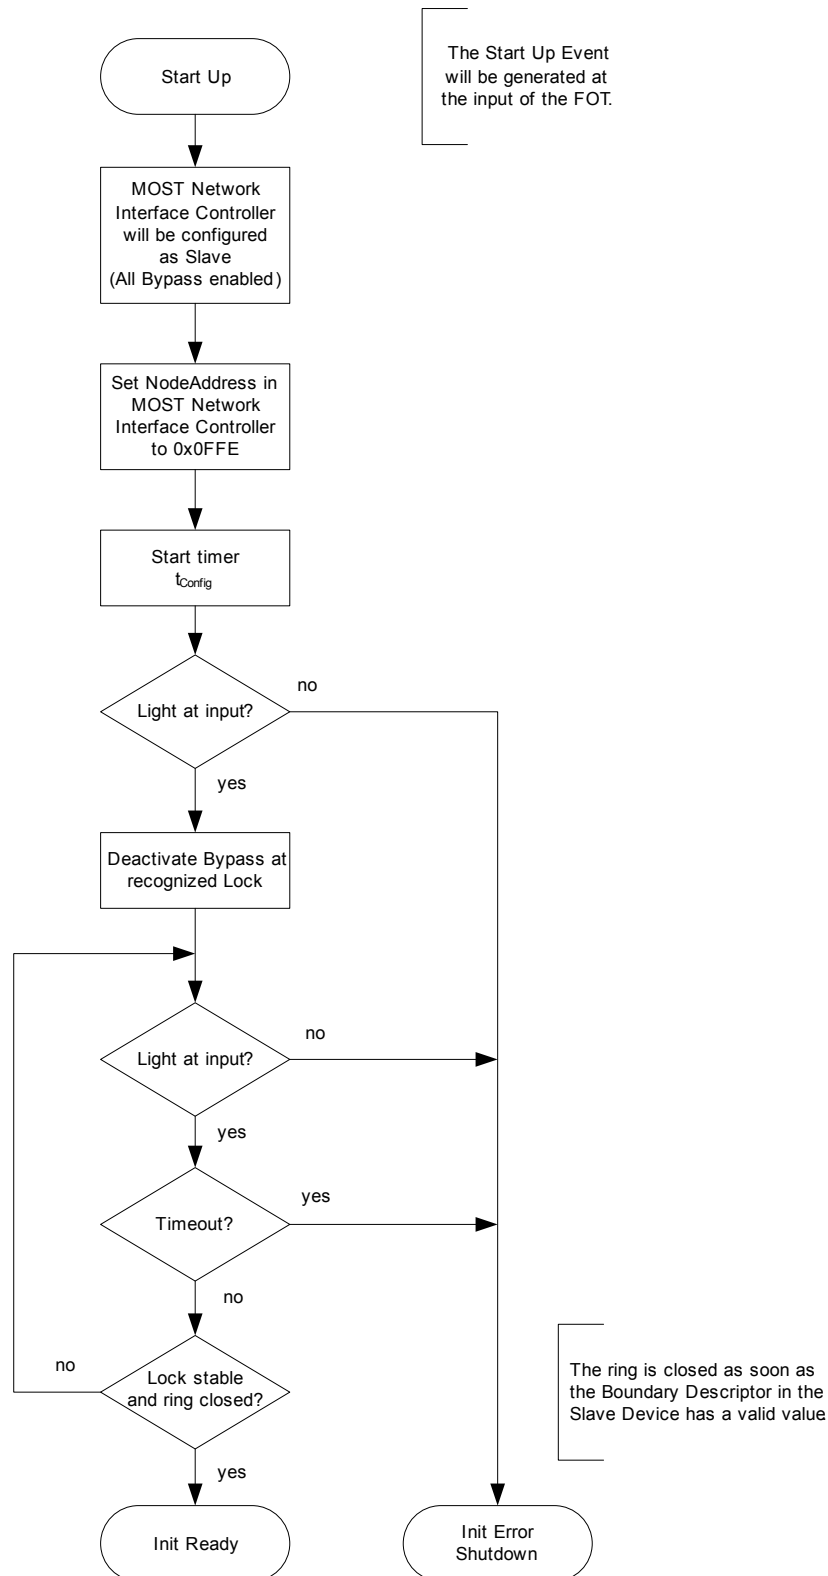 Start Up
The Start Up Event
will be generated at
the input of the FOT.
MOST Network
Interface Controller
will be configured
as Slave
(All Bypass enabled)
Set NodeAddress in
MOST Network
Interface Controller
to 0x0FFE
Start timer
tConfig
Light at input?
no
yes
Deactivate Bypass at
recognized Lock
Light at input?
no
yes
Timeout?
yes
no
Lock stable
and ring closed?
no
yes
The ring is closed as soon as
the Boundary Descriptor in the
Slave Device has a valid value.
Init Ready
Init Error
Shutdown